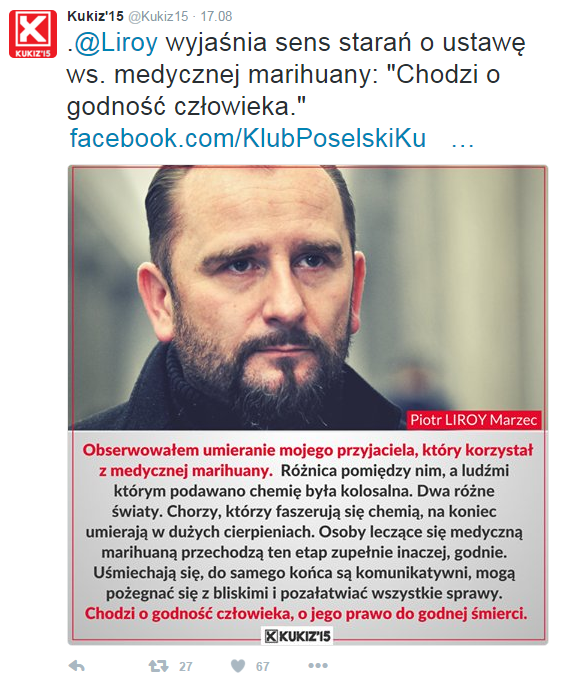 Kukiz'15 @Kukiz15 · 17.08
KUKIZ'15
.@Liroy wyjaśnia sens starań o ustawę
ws. medycznej marihuany: "Chodzi o
godność człowieka."
facebook.com/KlubPoselskiKu …
Piotr LIROY Marzec
Obserwowałem umieranie mojego przyjaciela, który korzystał
z medycznej marihuany. Różnica pomiędzy nim, a ludźmi
którym podawano chemię była kolosalna. Dwa różne
światy. Chorzy, którzy faszerują się chemią, na koniec
umierają w dużych cierpieniach. Osoby leczące się medyczną
marihuaną przechodzą ten etap zupełnie inaczej, godnie.
Uśmiechają się, do samego końca są komunikatywni, mogą
pożegnać się z bliskimi i pozałatwiać wszystkie sprawy.
Chodzi o godność człowieka, o jego prawo do godnej śmierci.
KUKIZ'15
27 67